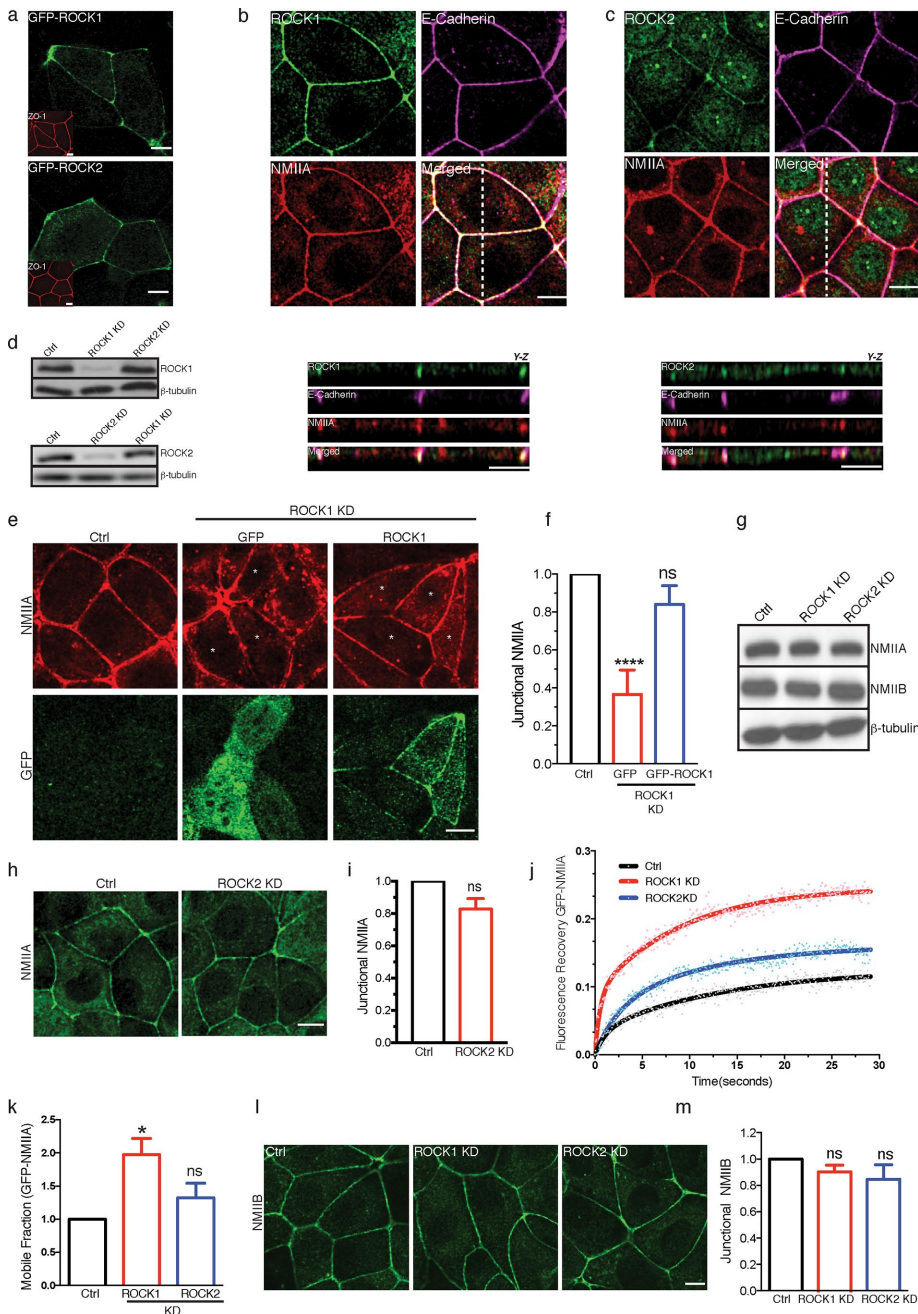 a
GFP-ROCK1
ZO-1
GFP-ROCK2
ZO-1
b
ROCK1
E-Cadherin
NMIIA
Merged
Y-Z
ROCK1
E-Cadherin
NMIIA
Merged
c
ROCK2
E-Cadherin
NMIIA
Merged
Y-Z
ROCK2
E-Cadherin
NMIIA
Merged
d
Ctrl
ROCK1 KD
ROCK2 KD
ROCK1
β-tubulin
Ctrl
ROCK2 KD
ROCK1 KD
ROCK2
β-tubulin
e
ROCK1 KD
Ctrl
GFP
ROCK1
NMIIA
* * * * * *
GFP
f
Junctional NMIIA
1.0
0.8
0.6
0.4
0.2
0.0
****
ns
Ctrl
GFP
GFP-ROCK1
ROCK1
KD
g
Ctrl
ROCK1 KD
ROCK2 KD
NMIIA
NMIIB
β-tubulin
h
Ctrl
ROCK2 KD
NMIIA
i
Junctional NMIIA
1.0
0.8
0.6
0.4
0.2
0.0
ns
Ctrl
ROCK2 KD
j
Fluorescence Recovery GFP-NMIIA
0.3
0.2
0.1
0.0
Ctrl
ROCK1 KD
ROCK2KD
0 5 10 15 20 25 30
Time(seconds)
k
Mobile Fraction (GFP-NMIIA)
2.5
2.0
1.5
1.0
0.5
0.0
*
ns
Ctrl
ROCK1
ROCK2
KD
l
NMIIB
Ctrl
ROCK1 KD
ROCK2 KD
m
Junctional NMIIB
1.2
1.0
0.8
0.6
0.4
0.2
0.0
ns
ns
Ctrl
ROCK1 KD
ROCK2 KD